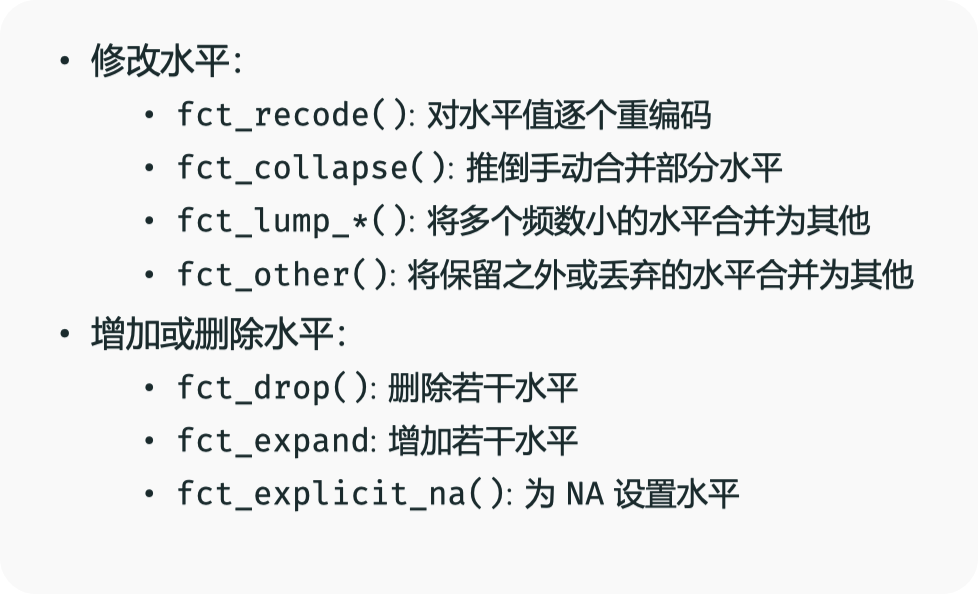 • 修改水平：
• fct_recode(): 对水平值逐个重编码
• fct_collapse(): 推倒手动合并部分水平
• fct_lump_*(): 将多个频数小的水平合并为其他
• fct_other(): 将保留之外或丢弃的水平合并为其他
• 增加或删除水平：
• fct_drop(): 删除若干水平
• fct_expand: 增加若干水平
• fct_explicit_na(): 为 NA 设置水平